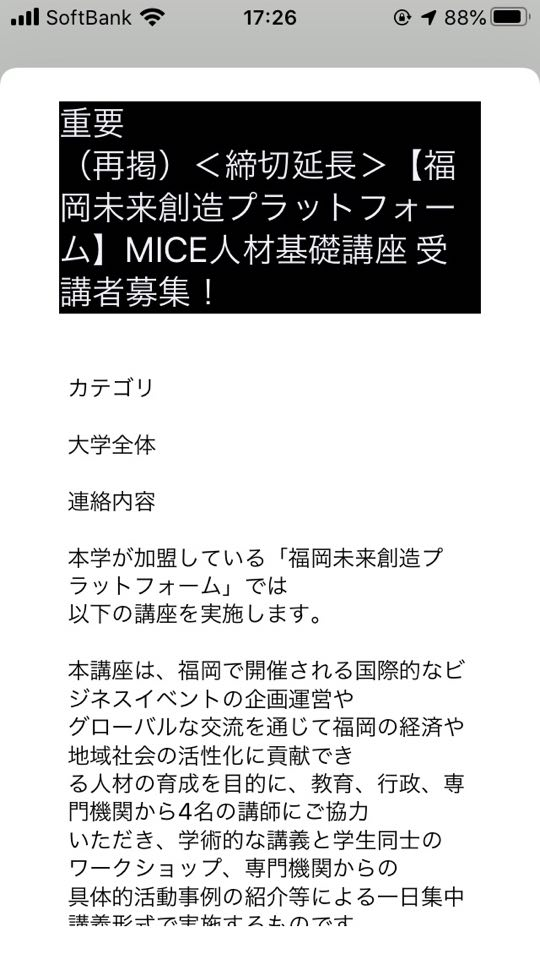 SoftBank 17:26 88%
重要
（再掲）＜締切延長＞【福
岡未来創造プラットフォー
ム】MICE人材基礎講座 受
講者募集！
カテゴリ
大学全体
連絡内容
本学が加盟している「福岡未来創造プ
ラットフォーム」では
以下の講座を実施します。
本講座は、福岡で開催される国際的なビ
ジネスイベントの企画運営や
グローバルな交流を通じて福岡の経済や
地域社会の活性化に貢献でき
る人材の育成を目的に、教育、行政、専
門機関から4名の講師にご協力
いただき、学術的な講義と学生同士の
ワークショップ、専門機関からの
具体的活動事例の紹介等による一日集中
講義形式で実施するものです